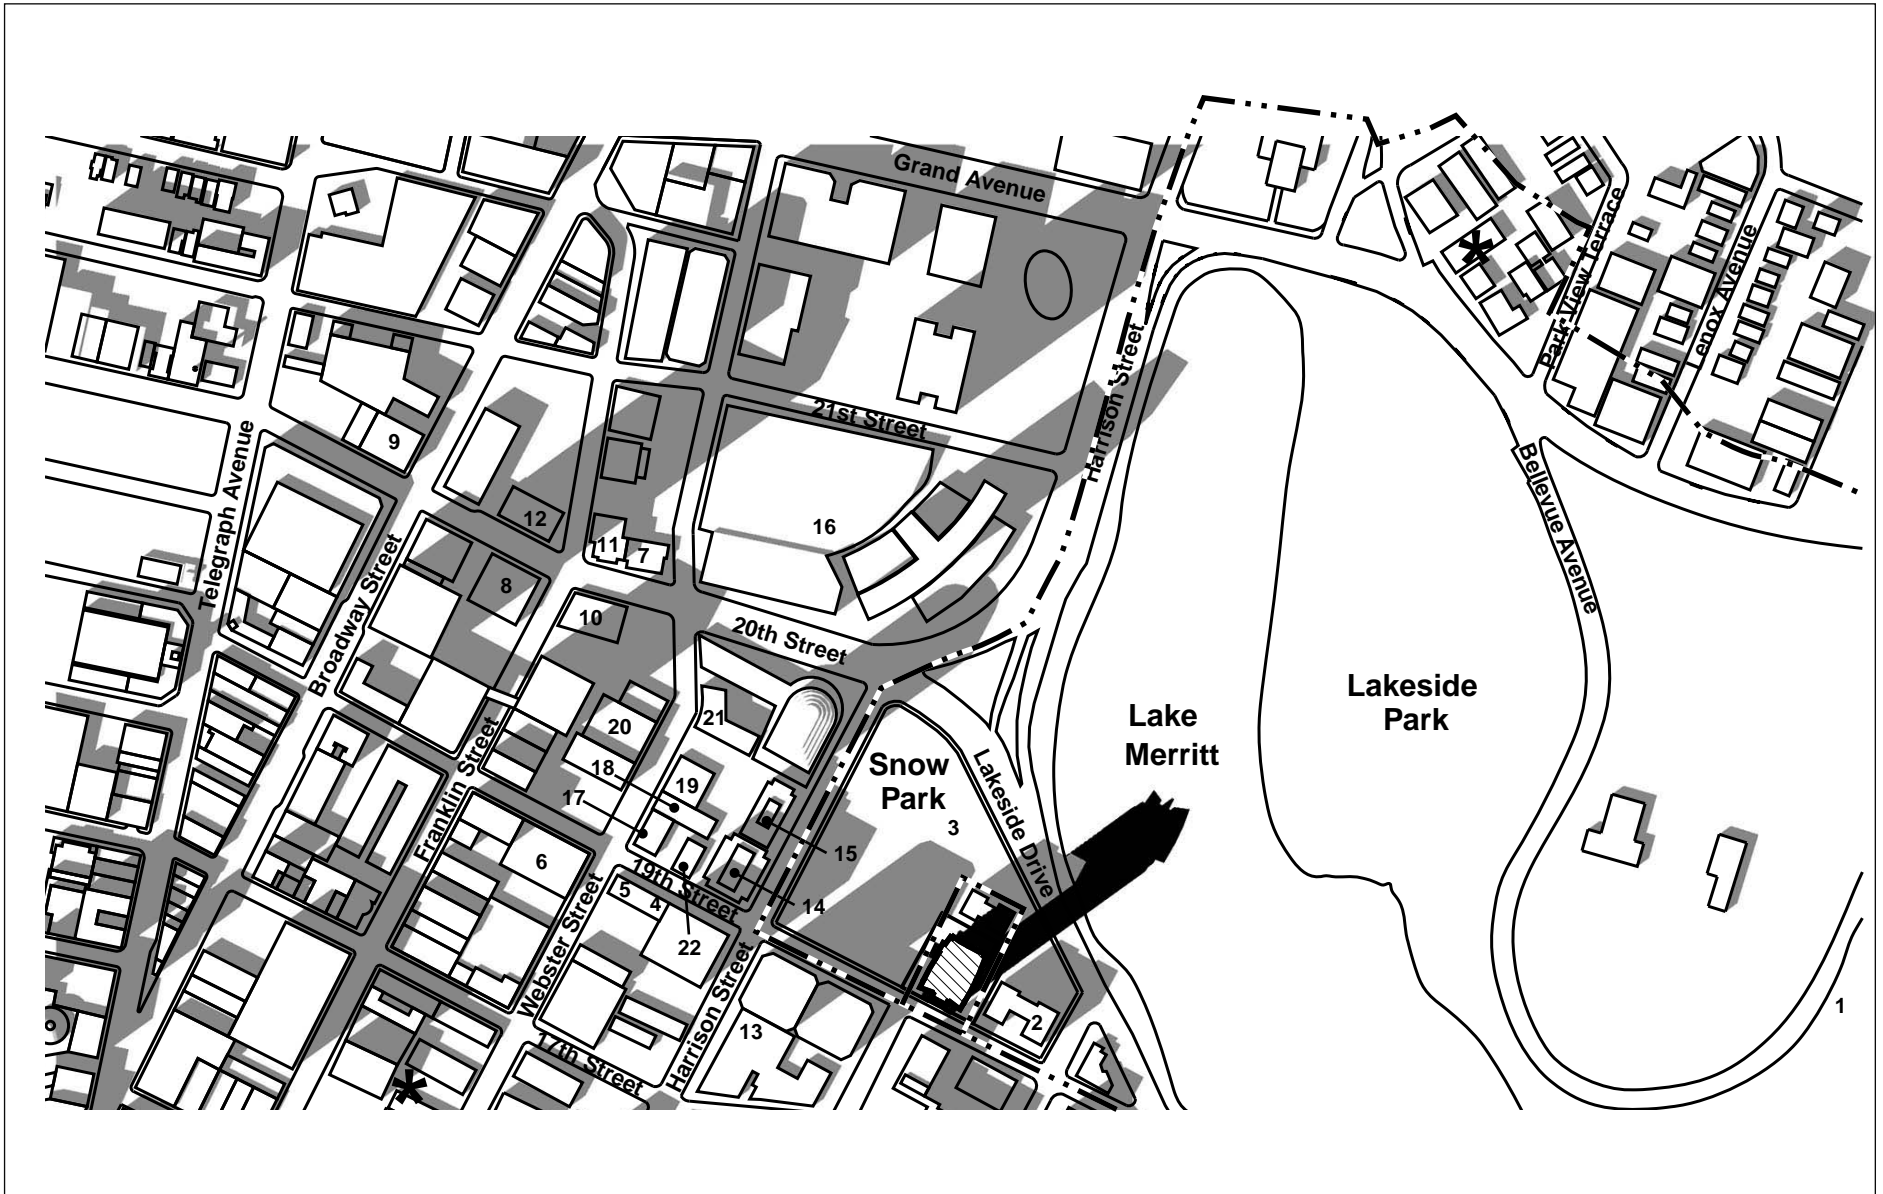 Grand Avenue
Park View Terrace
enox Avenue
Harrison Street
21st Street
9
Telegraph Avenue
16
12
11
7
8
Bellevue Avenue
Broadway Street
10
20th Street
Lakeside
Park
Lake
Merritt
21
20
Snow
Park
Lakeside Drive
Franklin Street
18
19
17
3
15
6
19th Street
14
5
4
22
Webster Street
Harrison Street
13
2
1
17th Street
*
*